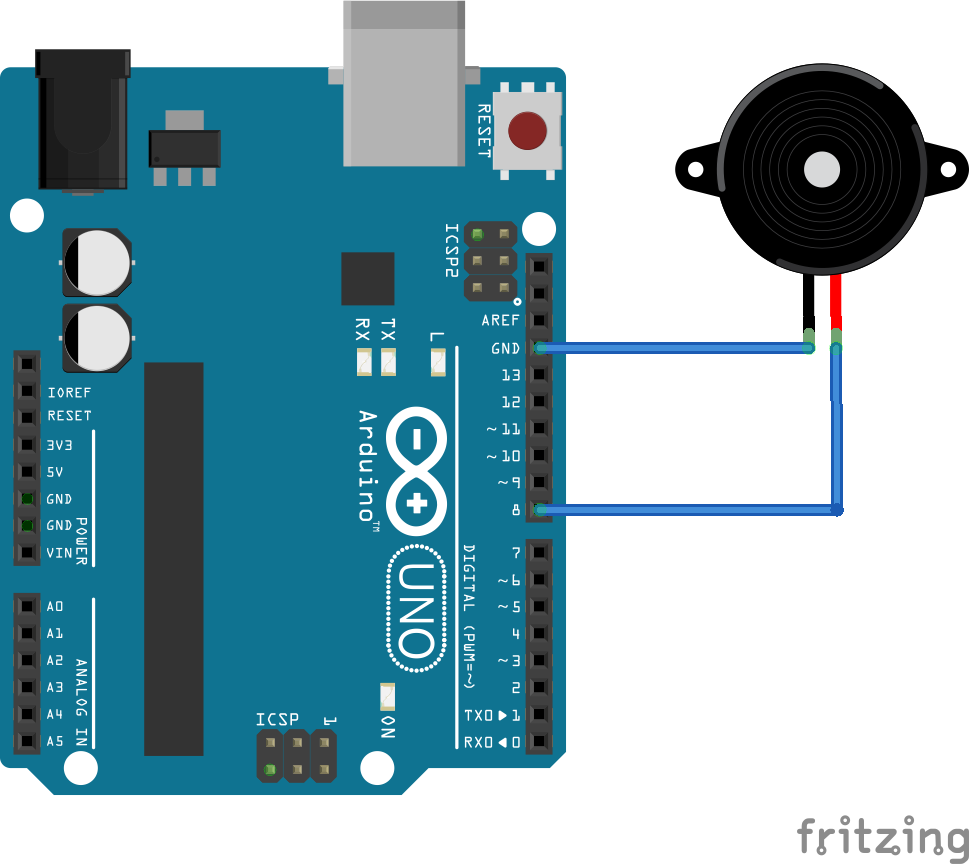 RESET
ICSP2
AREF
GND
13
12
~11
~10
~9
8
RX
TX
L
IOREF
RESET
3V3
5V
GND
GND
VIN
POWER
Arduino™
UNO
DIGITAL (PWM=~)
7
~6
~5
4
~3
2
TX0▶1
RX0◀0
A0
A1
A2
A3
A4
A5
ANALOG IN
ICSP
1
ON
fritzing